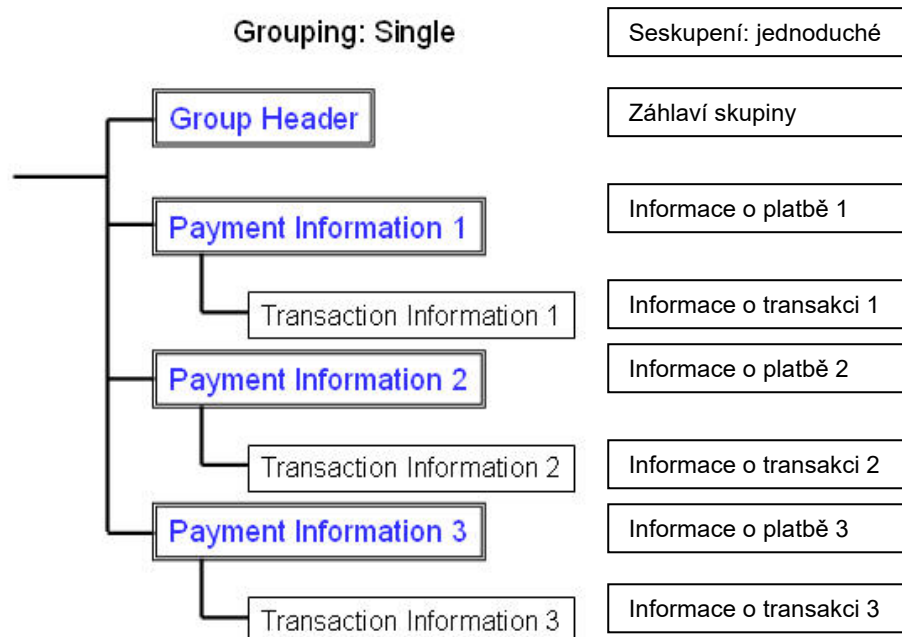 Grouping: Single
Seskupení: jednoduché
Group Header
Záhlaví skupiny
Payment Information 1
Informace o platbě 1
Transaction Information 1
Informace o transakci 1
Payment Information 2
Informace o platbě 2
Transaction Information 2
Informace o transakci 2
Payment Information 3
Informace o platbě 3
Transaction Information 3
Informace o transakci 3